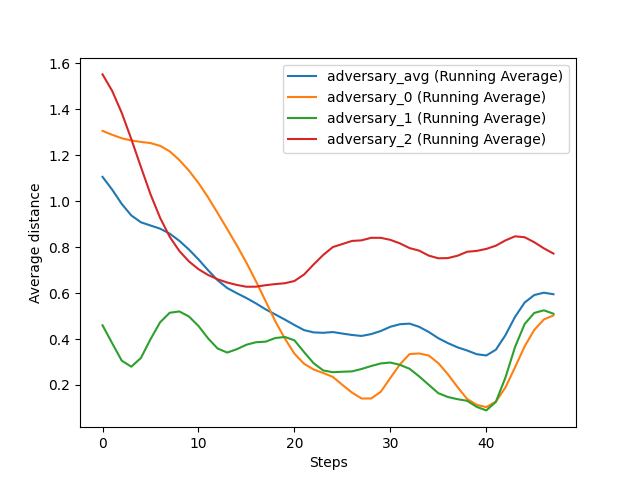 1.6
1.4
1.2
1.0
0.8
0.6
0.4
0.2
Average distance
adversary_avg (Running Average)
adversary_0 (Running Average)
adversary_1 (Running Average)
adversary_2 (Running Average)
0 10 20 30 40
Steps